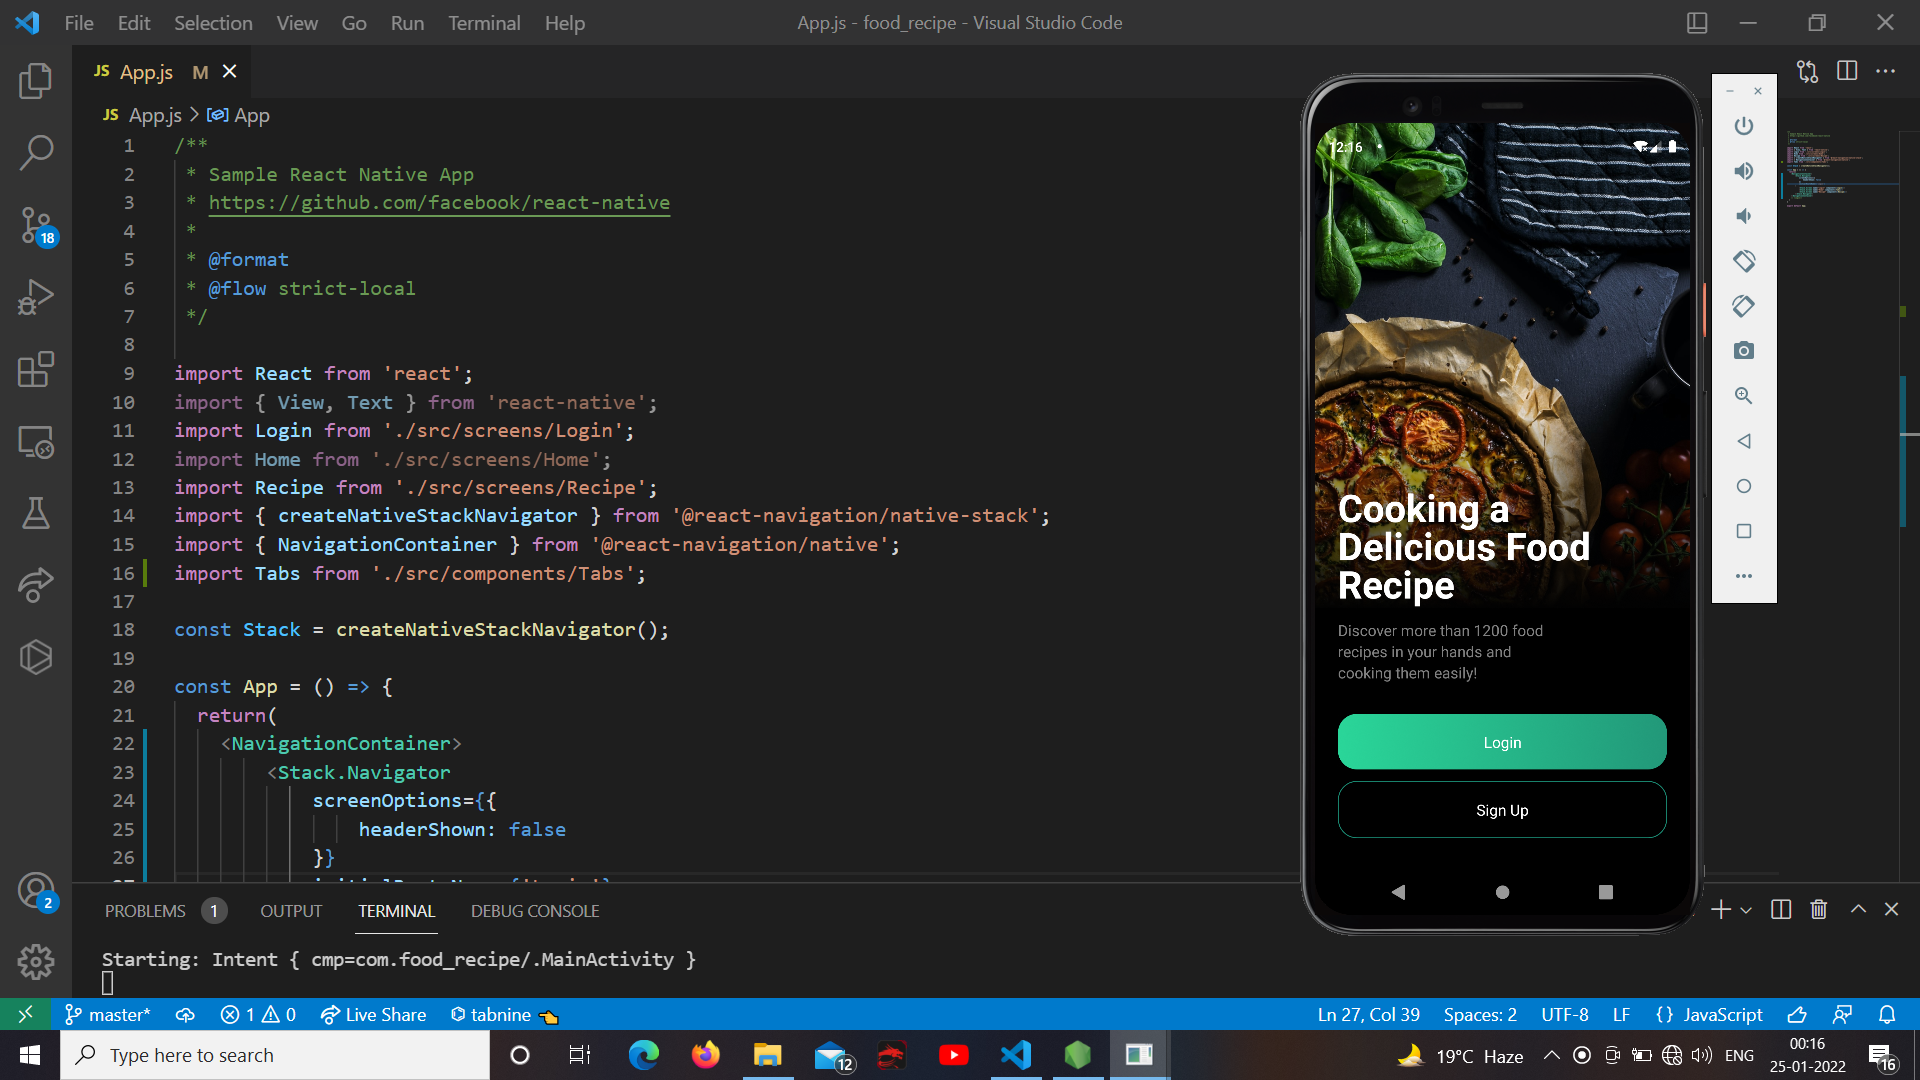 File Edit Selection View Go Run Terminal Help
App.js - food_recipe - Visual Studio Code
JS App.js M
JS App.js > App
1 /**
2 * Sample React Native App
3 * https://github.com/facebook/react-native
4 *
5 * @format
6 * @flow strict-local
7 */
8
9 import React from 'react';
10 import { View, Text } from 'react-native';
11 import Login from './src/screens/Login';
12 import Home from './src/screens/Home';
13 import Recipe from './src/screens/Recipe';
14 import { createNativeStackNavigator } from '@react-navigation/native-stack';
15 import { NavigationContainer } from '@react-navigation/native';
16 import Tabs from './src/components/Tabs';
17
18 const Stack = createNativeStackNavigator();
19
20 const App = () => {
21 return(
22 <NavigationContainer>
23 <Stack.Navigator
24 screenOptions={{
25 headerShown: false
26 }}
12:16
Cooking a
Delicious Food
Recipe
Discover more than 1200 food
recipes in your hands and
cooking them easily!
Login
Sign Up
18
2
PROBLEMS 1 OUTPUT TERMINAL DEBUG CONSOLE
Starting: Intent { cmp=com.food_recipe/.MainActivity }
master* 1 0 Live Share tabnine
Ln 27, Col 39 Spaces: 2 UTF-8 LF {} JavaScript
Type here to search
12
19°C Haze
ENG
00:16
25-01-2022
16